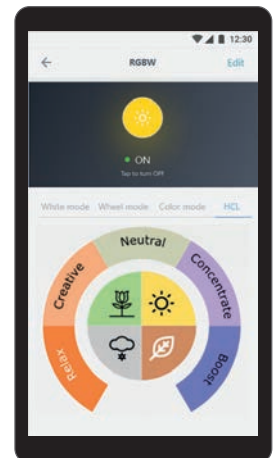 12:30
RGBW Edit
ON
Tap to turn OFF
White mode Wheel mode Color mode HCL
Relax
Creative
Neutral
Concentrate
Boost